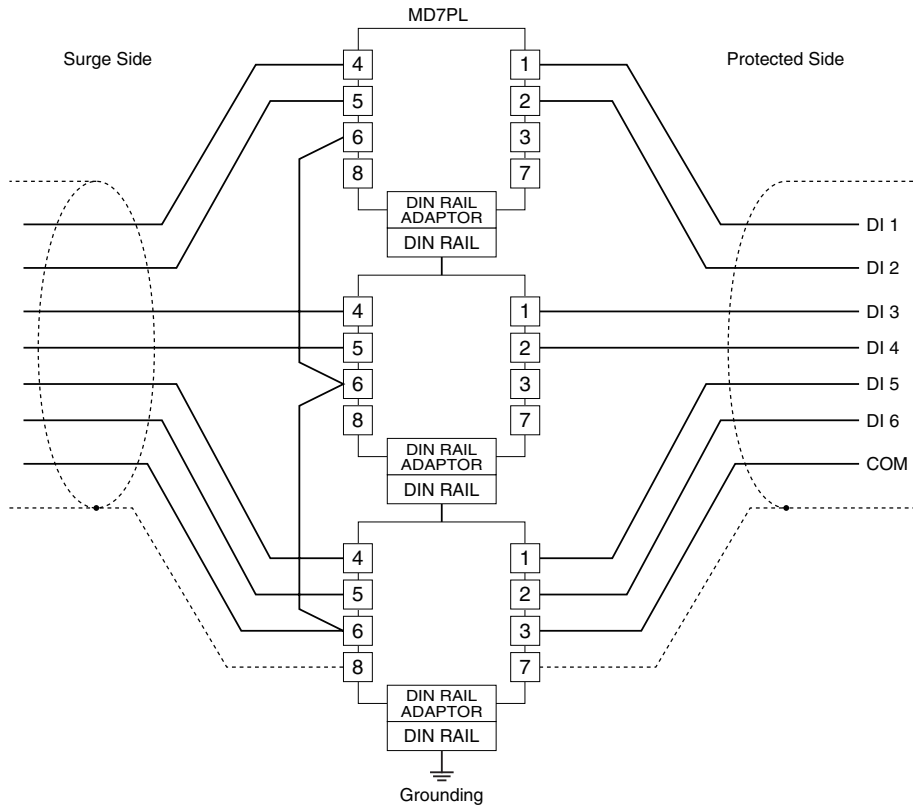 MD7PL
Surge Side
Protected Side
4
1
5
2
6
3
8
7
DIN RAIL
ADAPTOR
DIN RAIL
DI 1
DI 2
4
1
DI 3
5
2
DI 4
6
3
DI 5
8
7
DI 6
DIN RAIL
ADAPTOR
DIN RAIL
COM
4
1
5
2
6
3
8
7
DIN RAIL
ADAPTOR
DIN RAIL
Grounding